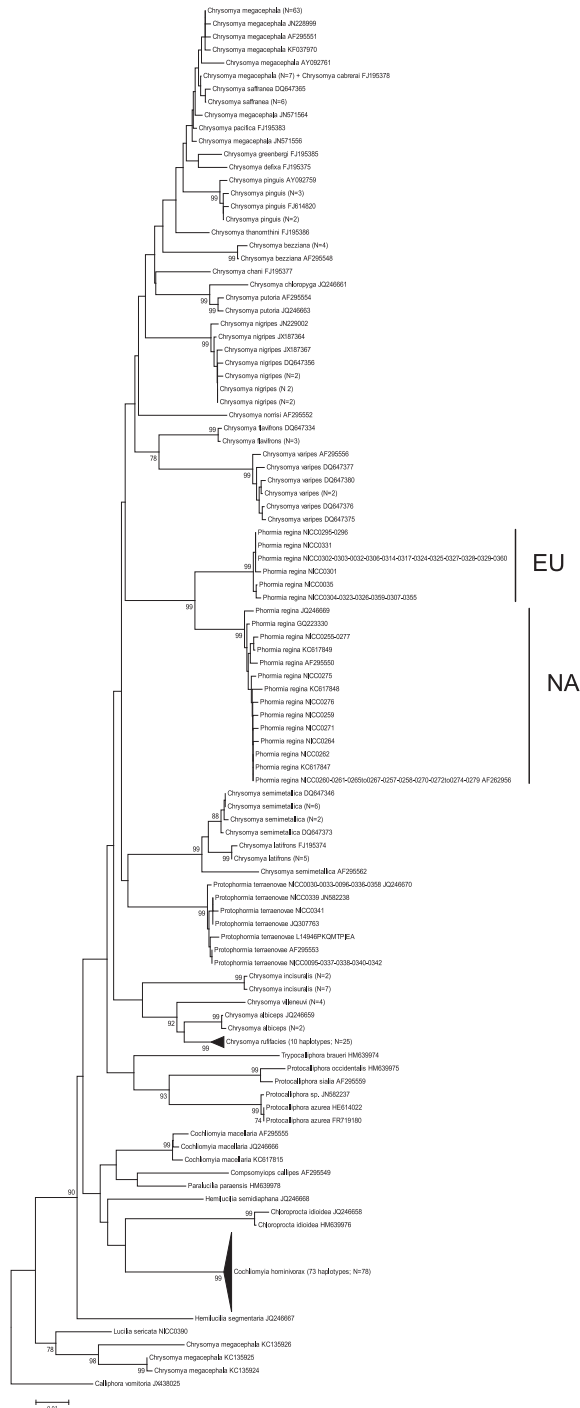 Chrysomya megacephala (N=63)
Chrysomya megacephala JN228999
Chrysomya megacephala AF295551
Chrysomya megacephala KF037970
Chrysomya megacephala AY092761
Chrysomya megacephala (N=7) + Chrysomya cabrerai FJ195378
Chrysomya saffranea DQ647365
Chrysomya saffranea (N=6)
Chrysomya megacephala JN571564
Chrysomya pacifica FJ195383
Chrysomya megacephala JN571556
Chrysomya greenbergi FJ195385
Chrysomya defixa FJ195375
Chrysomya pinguis AY092759
Chrysomya pinguis (N=3)
99
Chrysomya pinguis FJ614820
Chrysomya pinguis (N=2)
Chrysomya thanomthini FJ195386
Chrysomya bezziana (N=4)
99
Chrysomya bezziana AF295548
Chrysomya chani FJ195377
Chrysomya chloropyga JQ246661
99
Chrysomya putoria AF295554
Chrysomya putoria JQ246663
Chrysomya nigripes JN229002
Chrysomya nigripes JX187364
99
Chrysomya nigripes JX187367
Chrysomya nigripes DQ647356
Chrysomya nigripes (N=2)
Chrysomya nigripes (N 2)
Chrysomya nigripes (N=2)
Chrysomya norrisi AF295552
99
Chrysomya flavifrons DQ647334
Chrysomya flavifrons (N=3)
78
Chrysomya varipes AF295556
Chrysomya varipes DQ647377
99
Chrysomya varipes DQ647380
Chrysomya varipes (N=2)
Chrysomya varipes DQ647376
Chrysomya varipes DQ647375
Phormia regina NICC0295-0296
Phormia regina NICC0331
Phormia regina NICC0302-0303-0032-0306-0314-0317-0324-0325-0327-0328-0329-0360
EU
99
Phormia regina NICC0301
Phormia regina NICC0035
Phormia regina NICC0304-0323-0326-0359-0307-0355
99
Phormia regina JQ246669
99
Phormia regina GQ223330
Phormia regina NICC0255-0277
Phormia regina KC617849
Phormia regina AF295550
Phormia regina NICC0275
NA
Phormia regina KC617848
Phormia regina NICC0276
Phormia regina NICC0259
Phormia regina NICC0271
Phormia regina NICC0264
Phormia regina NICC0262
Phormia regina KC617847
Phormia regina NICC0260-0261-0265to0267-0257-0258-0270-0272to0274-0279 AF262956
Chrysomya semimetallica DQ647346
Chrysomya semimetallica (N=6)
88
Chrysomya semimetallica (N=2)
Chrysomya semimetallica DQ647373
99
Chrysomya latifrons FJ195374
99
Chrysomya latifrons (N=5)
Chrysomya semimetallica AF295562
Protophormia terraenovae NICC0030-0033-0096-0336-0358 JQ246670
Protophormia terraenovae NICC0339 JN582238
99
Protophormia terraenovae NICC0341
Protophormia terraenovae JQ307763
Protophormia terraenovae L14946PKQMTPIEA
Protophormia terraenovae AF295553
Protophormia terraenovae NICC0095-0337-0338-0340-0342
99
Chrysomya incisuralis (N=2)
Chrysomya incisuralis (N=7)
Chrysomya villeneuvi (N=4)
92
99
Chrysomya albiceps JQ246659
Chrysomya albiceps (N=2)
99
Chrysomya rufifacies (10 haplotypes; N=25)
Trypocalliphora braueri HM639974
99
Protocalliphora occidentalis HM639975
93
Protocalliphora sialia AF295559
Protocalliphora sp. JN582237
99
Protocalliphora azurea HE614022
74
Protocalliphora azurea FR719180
Cochliomyia macellaria AF295555
99
Cochliomyia macellaria JQ246666
Cochliomyia macellaria KC617815
Compsomyiops callipes AF295549
Paralucilia paraensis HM639978
90
Hemilucilia semidiaphana JQ246668
99
Chloroprocta idioidea JQ246658
Chloroprocta idioidea HM639976
99
Cochliomyia hominivorax (73 haplotypes; N=78)
Hemilucilia segmentaria JQ246667
Lucilia sericata NICC0390
78
Chrysomya megacephala KC135926
98
Chrysomya megacephala KC135925
99
Chrysomya megacephala KC135924
Calliphora vomitoria JX438025